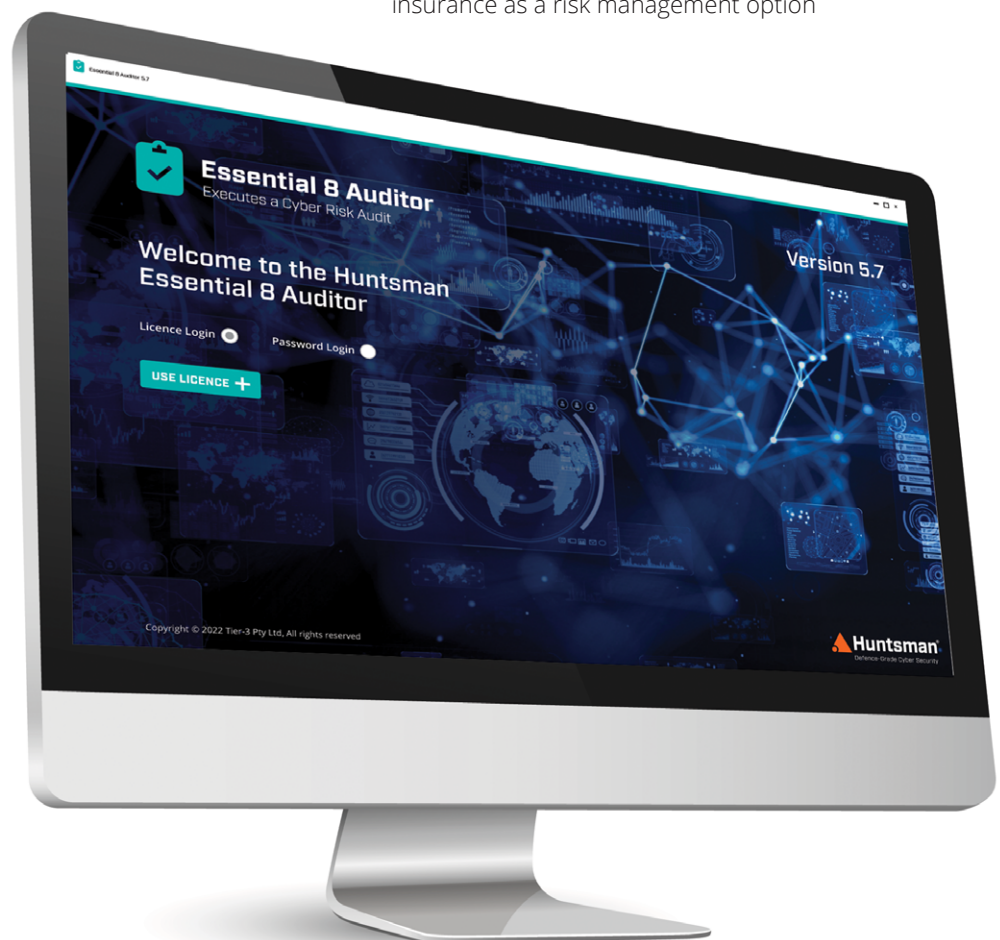 insurance as a risk management option
Essential 8 Auditor 5.7
Essential 8 Auditor
Executes a Cyber Risk Audit
Version 5.7
Welcome to the Huntsman
Essential 8 Auditor
Licence Login
Password Login
USE LICENCE +
Copyright © 2022 Tier-3 Pty Ltd, All rights reserved
Huntsman®
Defence-Grade Cyber Security